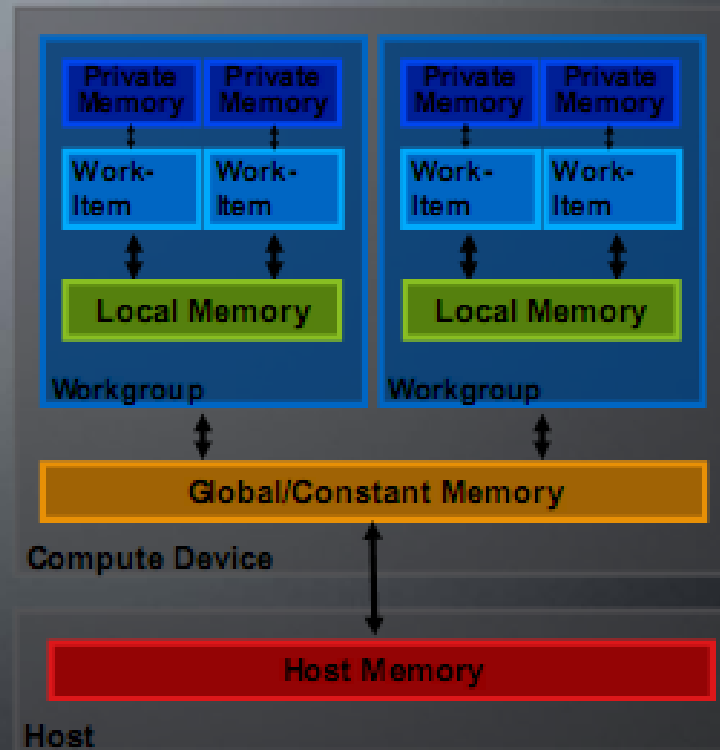 Private Private Private Private
Memory Memory Memory Memory
Work- Work- Work- Work-
Item Item Item Item
Local Memory Local Memory
Workgroup Workgroup
Global/Constant Memory
Compute Device
Host Memory
Host